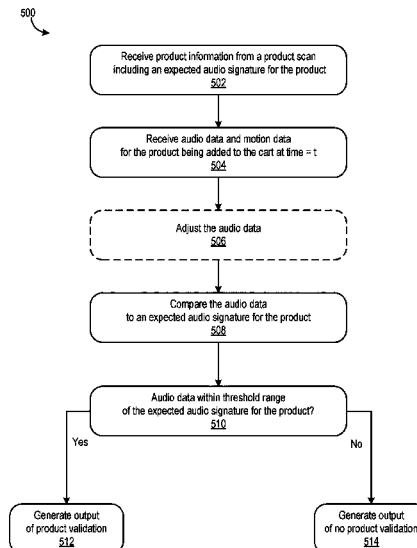 500
Receive product information from a product scan
including an expected audio signature for the product
502
Receive audio data and motion data
for the product being added to the cart at time = t
504
Adjust the audio data
506
Compare the audio data
to an expected audio signature for the product
508
Audio data within threshold range
of the expected audio signature for the product?
510
Yes
No
Generate output
of product validation
512
Generate output
of no product validation
514